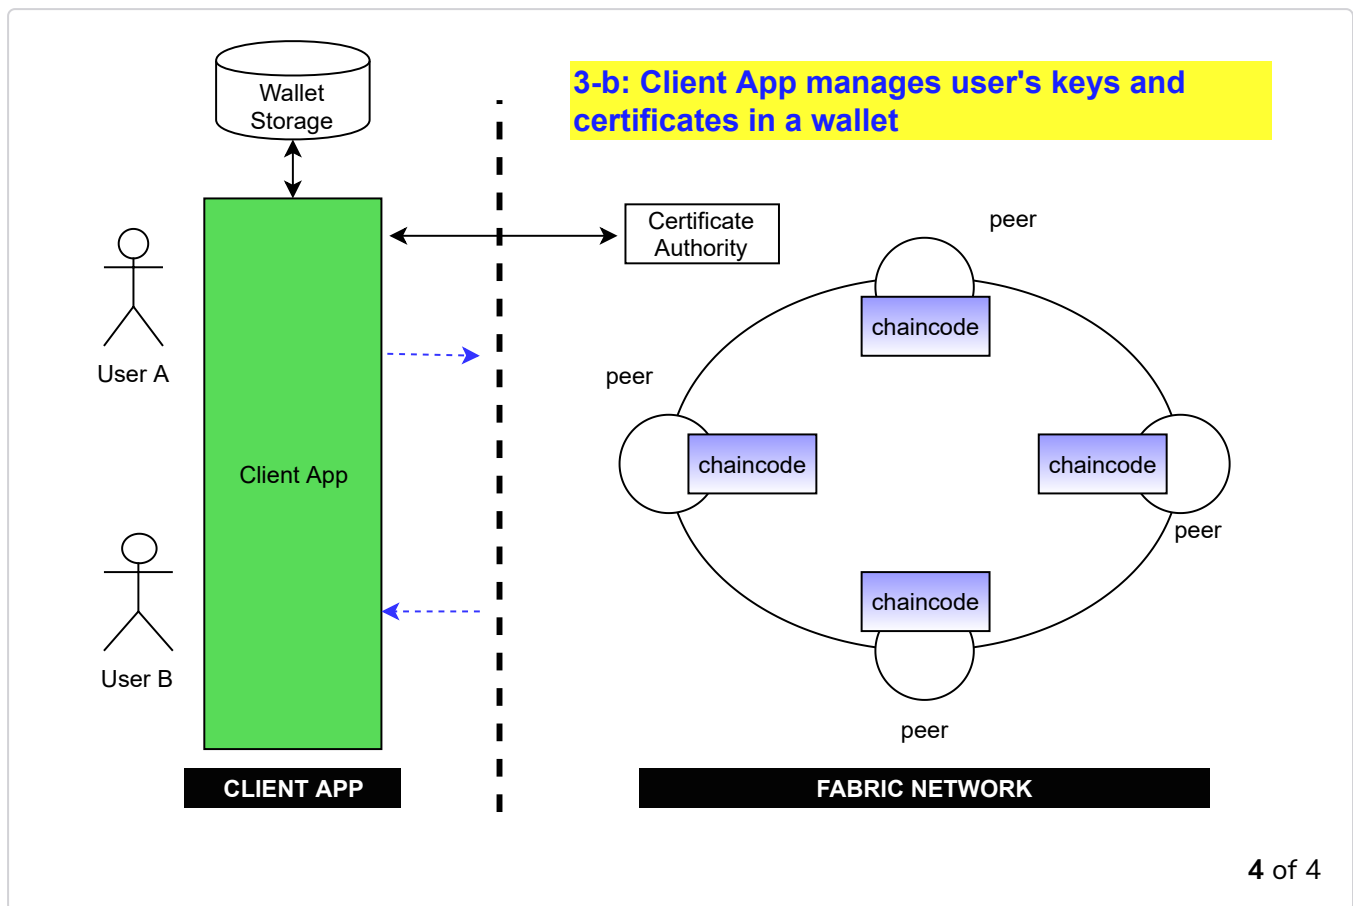 Wallet
Storage
3-b: Client App manages user's keys and
certificates in a wallet
Certificate
Authority
peer
chaincode
User A
peer
Client App
chaincode
chaincode
peer
chaincode
User B
peer
CLIENT APP
FABRIC NETWORK
4 of 4